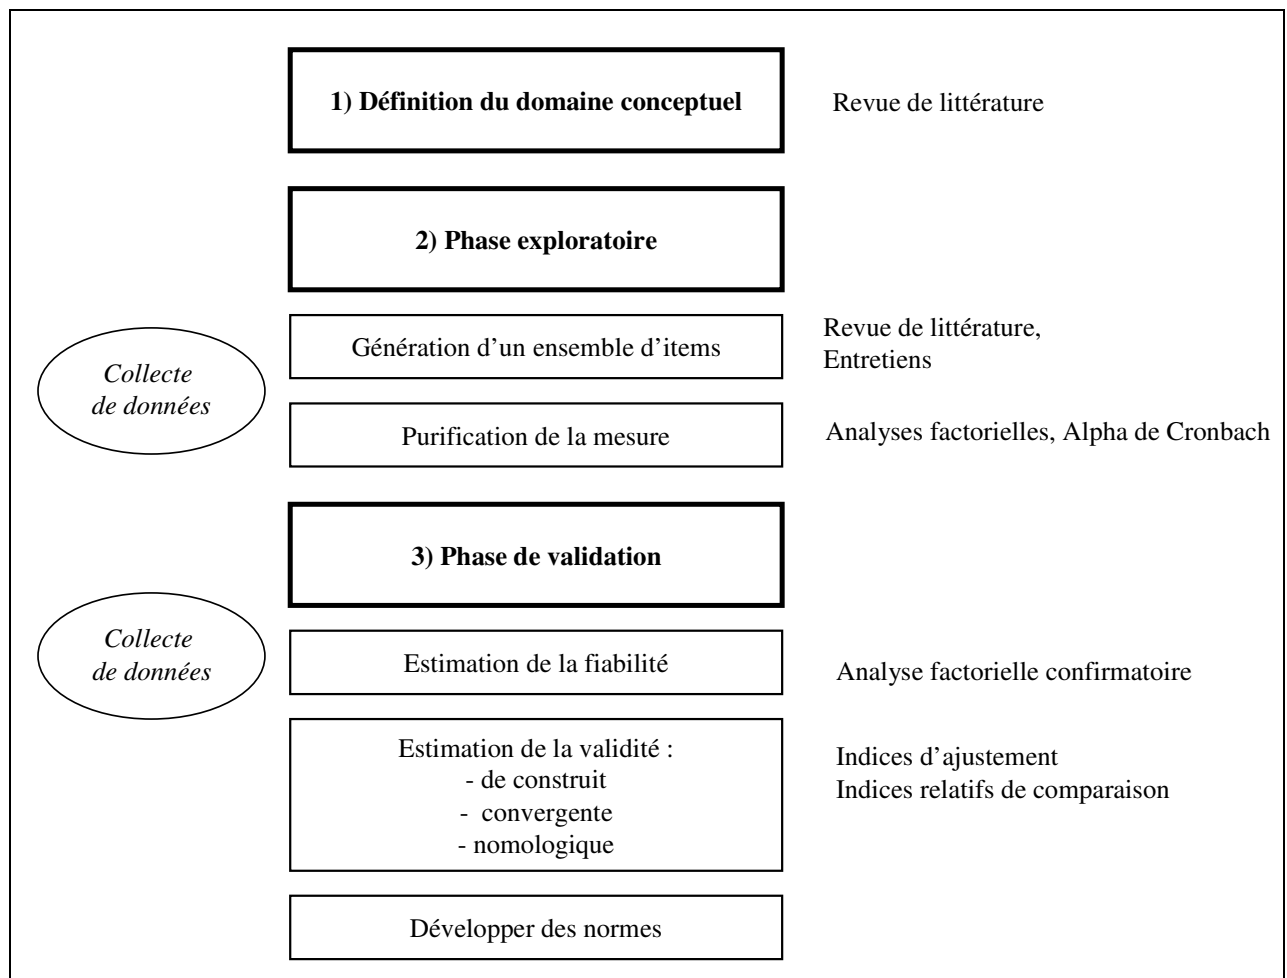 1) Définition du domaine conceptuel
Revue de littérature
2) Phase exploratoire
Génération d’un ensemble d’items
Revue de littérature,
Entretiens
Collecte
de données
Purification de la mesure
Analyses factorielles, Alpha de Cronbach
3) Phase de validation
Collecte
de données
Estimation de la fiabilité
Analyse factorielle confirmatoire
Estimation de la validité :
- de construit
- convergente
- nomologique
Indices d’ajustement
Indices relatifs de comparaison
Développer des normes